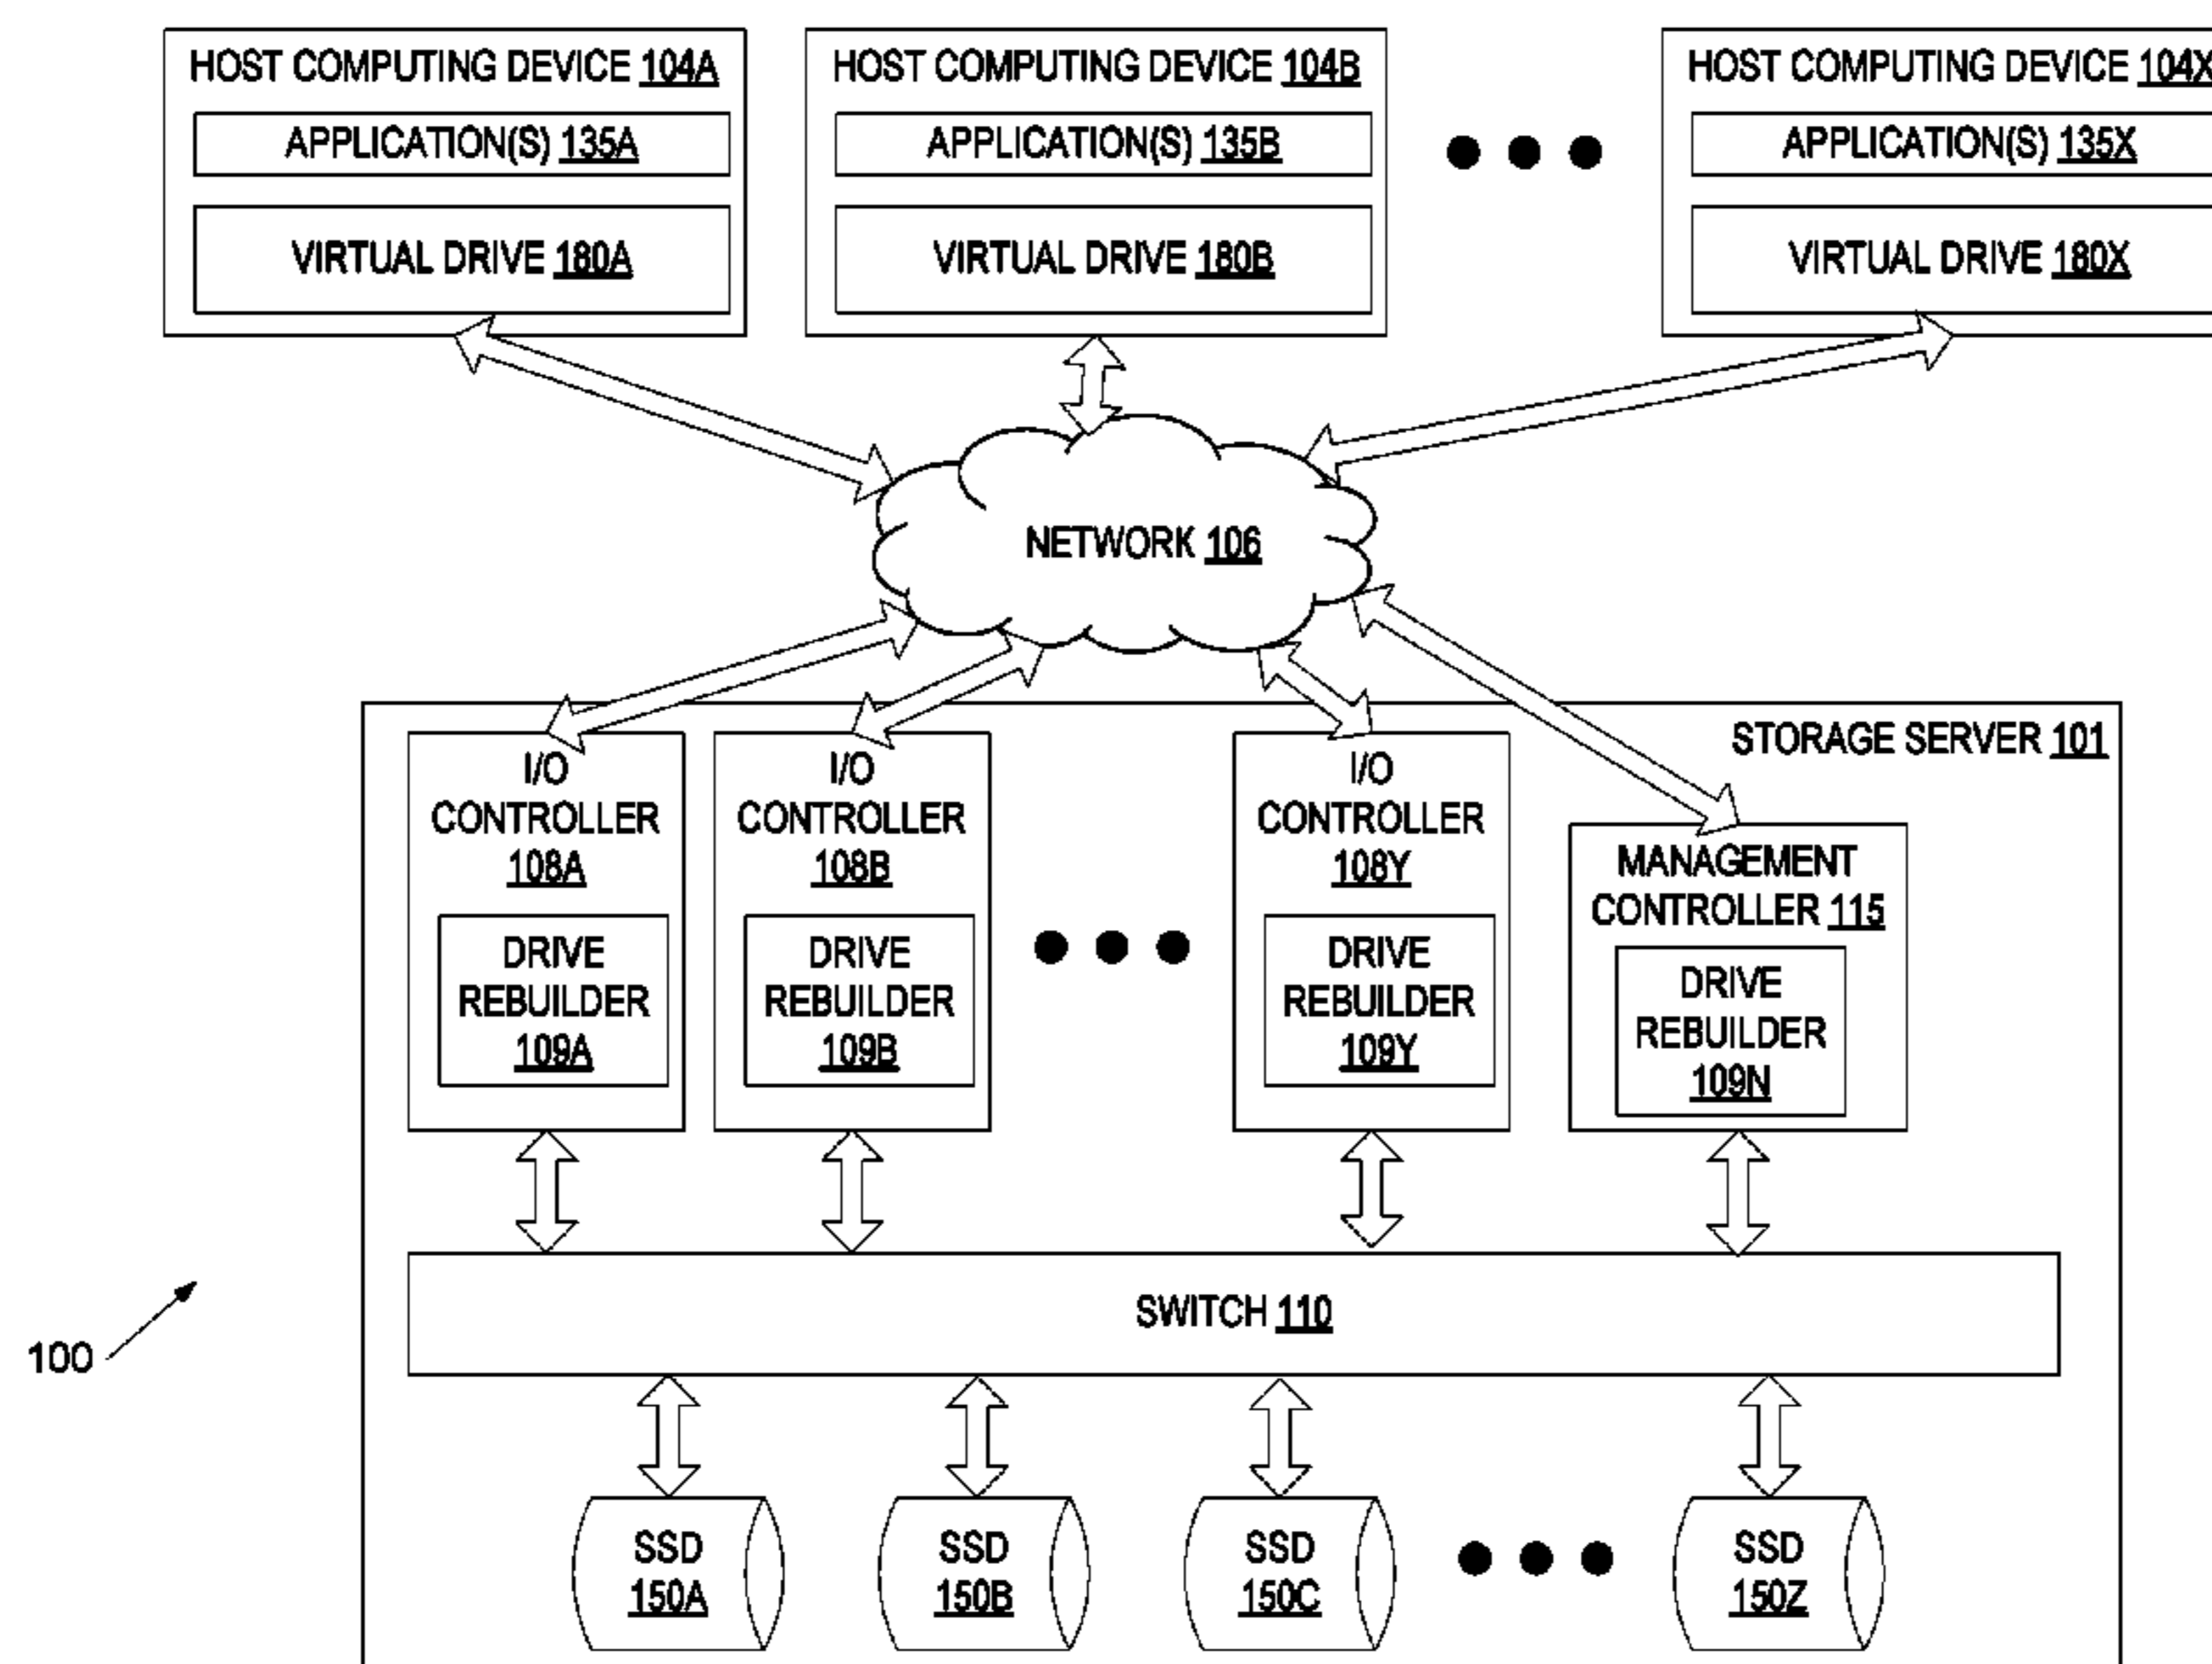 HOST COMPUTING DEVICE 104A
APPLICATION(S) 135A
VIRTUAL DRIVE 180A
HOST COMPUTING DEVICE 104B
APPLICATION(S) 135B
VIRTUAL DRIVE 180B
HOST COMPUTING DEVICE 104X
APPLICATION(S) 135X
VIRTUAL DRIVE 180X
NETWORK 106
STORAGE SERVER 101
I/O
CONTROLLER
108A
DRIVE
REBUILDER
109A
I/O
CONTROLLER
108B
DRIVE
REBUILDER
109B
I/O
CONTROLLER
108Y
DRIVE
REBUILDER
109Y
MANAGEMENT
CONTROLLER 115
DRIVE
REBUILDER
109N
SWITCH 110
100
SSD
150A
SSD
150B
SSD
150C
SSD
150Z